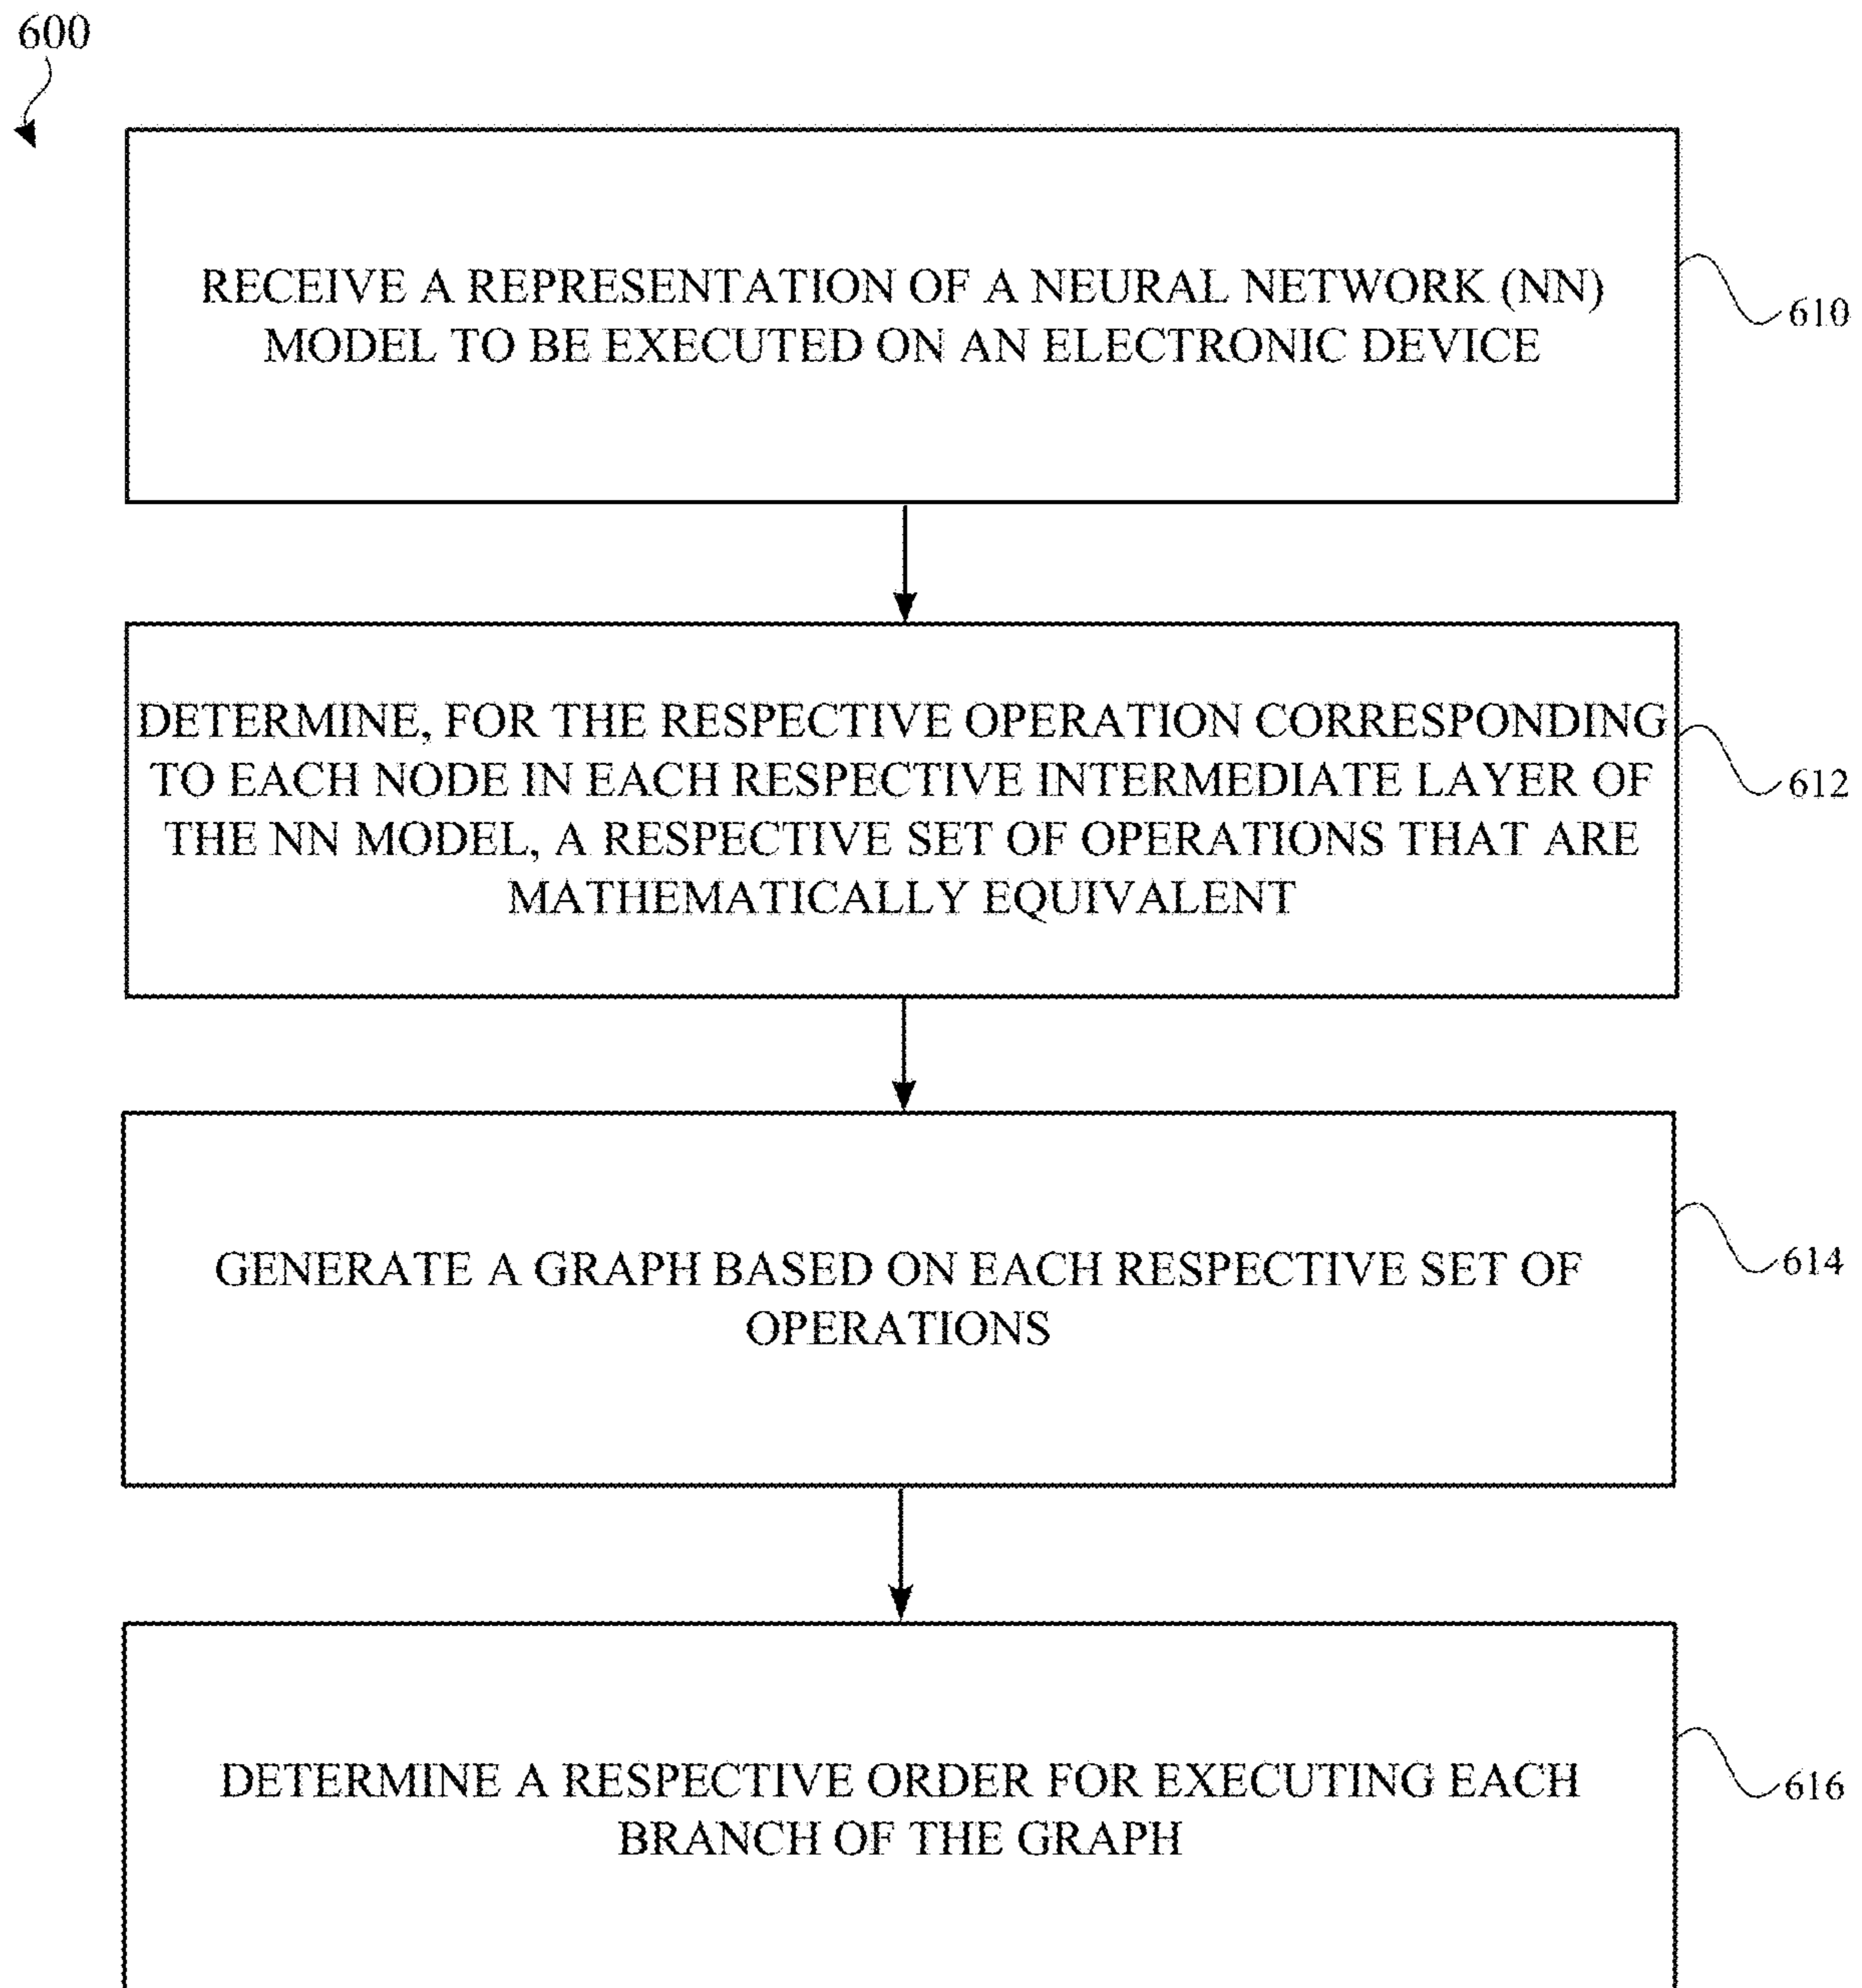 600
RECEIVE A REPRESENTATION OF A NEURAL NETWORK (NN)
MODEL TO BE EXECUTED ON AN ELECTRONIC DEVICE
610
DETERMINE, FOR THE RESPECTIVE OPERATION CORRESPONDING
TO EACH NODE IN EACH RESPECTIVE INTERMEDIATE LAYER OF
THE NN MODEL, A RESPECTIVE SET OF OPERATIONS THAT ARE
MATHEMATICALLY EQUIVALENT
612
GENERATE A GRAPH BASED ON EACH RESPECTIVE SET OF
OPERATIONS
614
DETERMINE A RESPECTIVE ORDER FOR EXECUTING EACH
BRANCH OF THE GRAPH
616